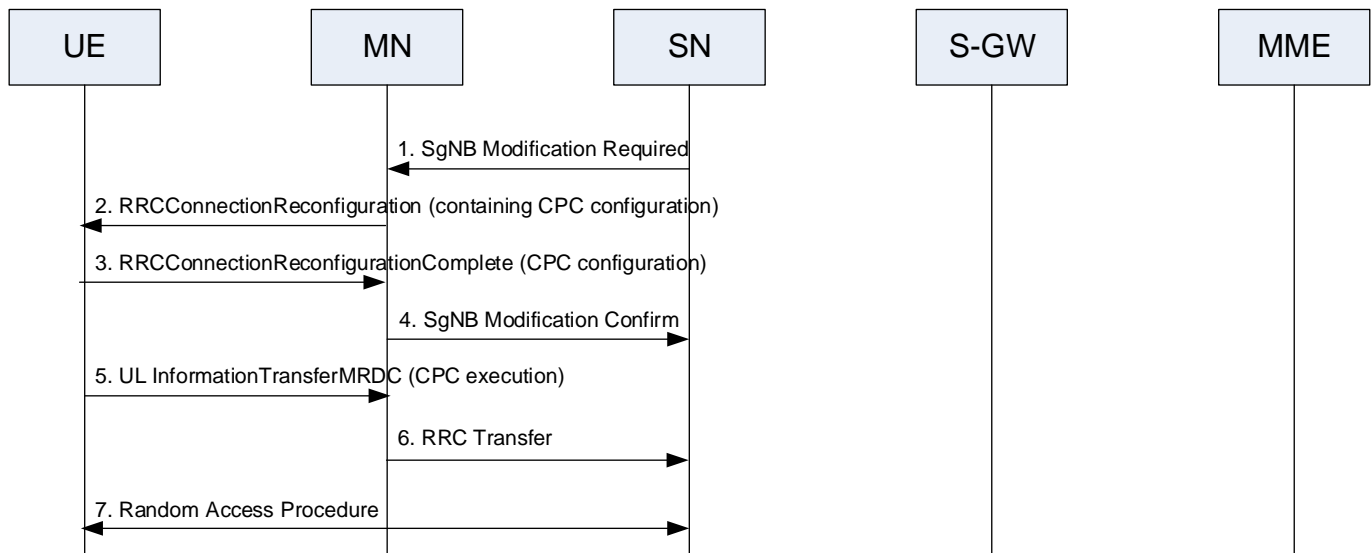 UE
MN
SN
S-GW
MME
1. SgNB Modification Required
2. RRCConnectionReconfiguration (containing CPC configuration)
3. RRCConnectionReconfigurationComplete (CPC configuration)
4. SgNB Modification Confirm
5. UL InformationTransferMRDC (CPC execution)
6. RRC Transfer
7. Random Access Procedure